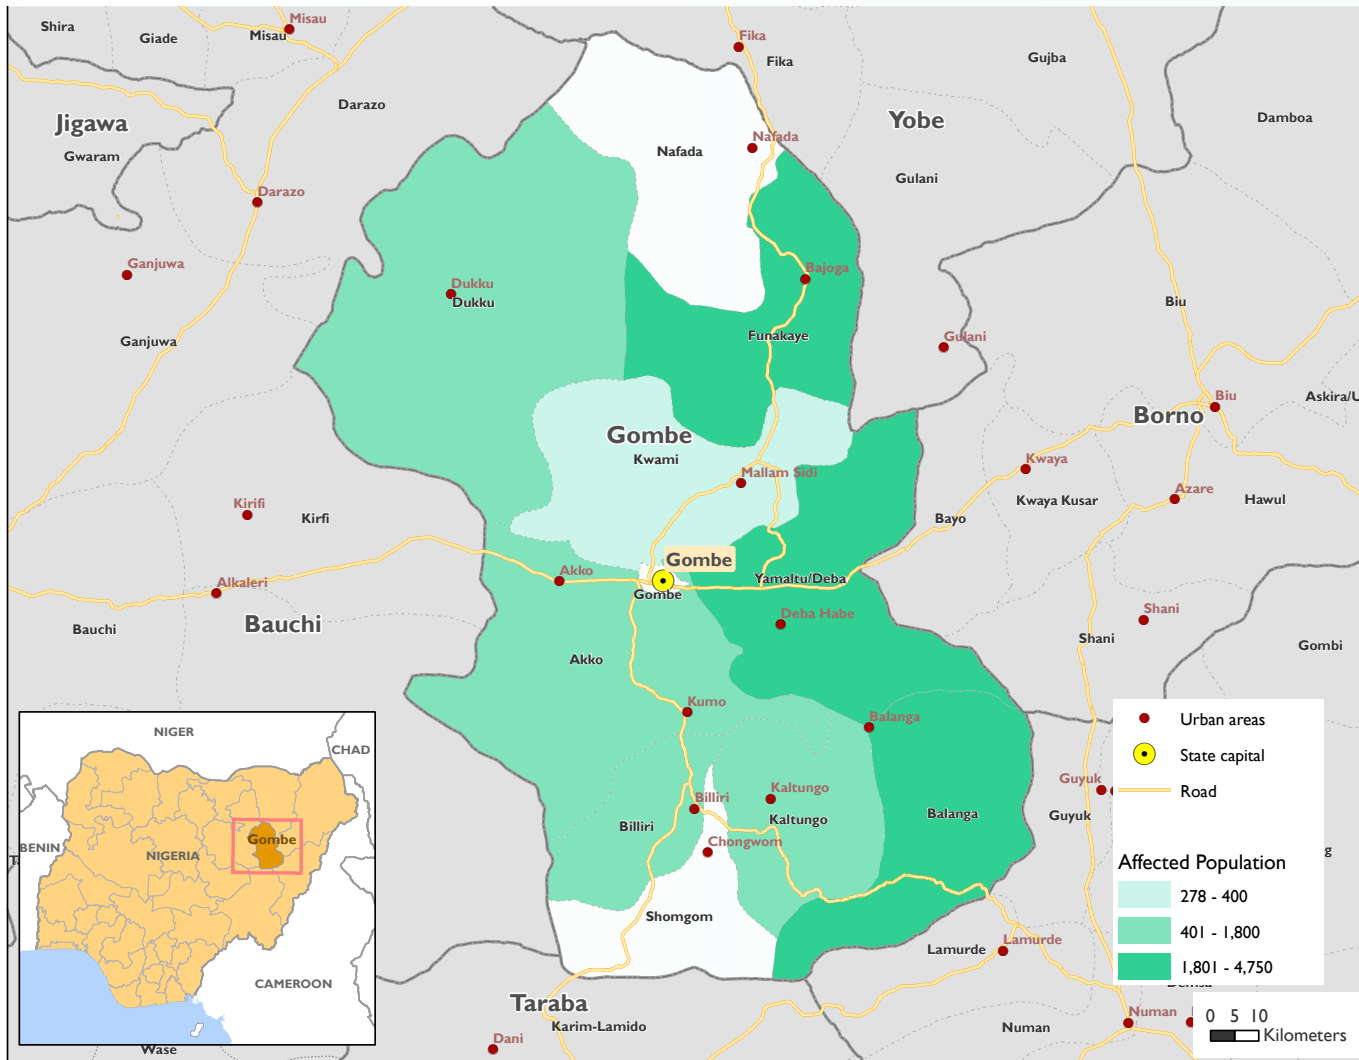 Shira
Giade
Misau
Misau
Fika
Fika
Gujba
Darazo
Damboa
Jigawa
Gwaram
Yobe
Nafada
Nafada
Gulani
Darazo
Ganjuwa
Dukku
Dukku
Bajoga
Biu
Ganjuwa
Funakaye
Gulani
Biu
Askira/U
Borno
Gombe
Kwami
Mallam Sidi
Kwaya
Kwaya Kusar
Azare
Hawul
Kirifi
Kirfi
Bayo
Gombe
Akko
Yamaltu/Deba
Alkaleri
Gombe
Deba Habe
Shani
Bauchi
Bauchi
Shani
Gombi
Akko
Kumo
Balanga
Kaltungo
Kaltungo
Billiri
Billiri
Balanga
Guyuk
Guyuk
Chongwom
Shomgom
Lamurde
Lamurde
Taraba
Karim-Lamido
Dani
Numan
Numan
Wase
NIGER
CHAD
BENIN
NIGERIA
Gombe
CAMEROON
Urban areas
State capital
Road
Affected Population
278 - 400
401 - 1,800
1,801 - 4,750
0 5 10
Kilometers